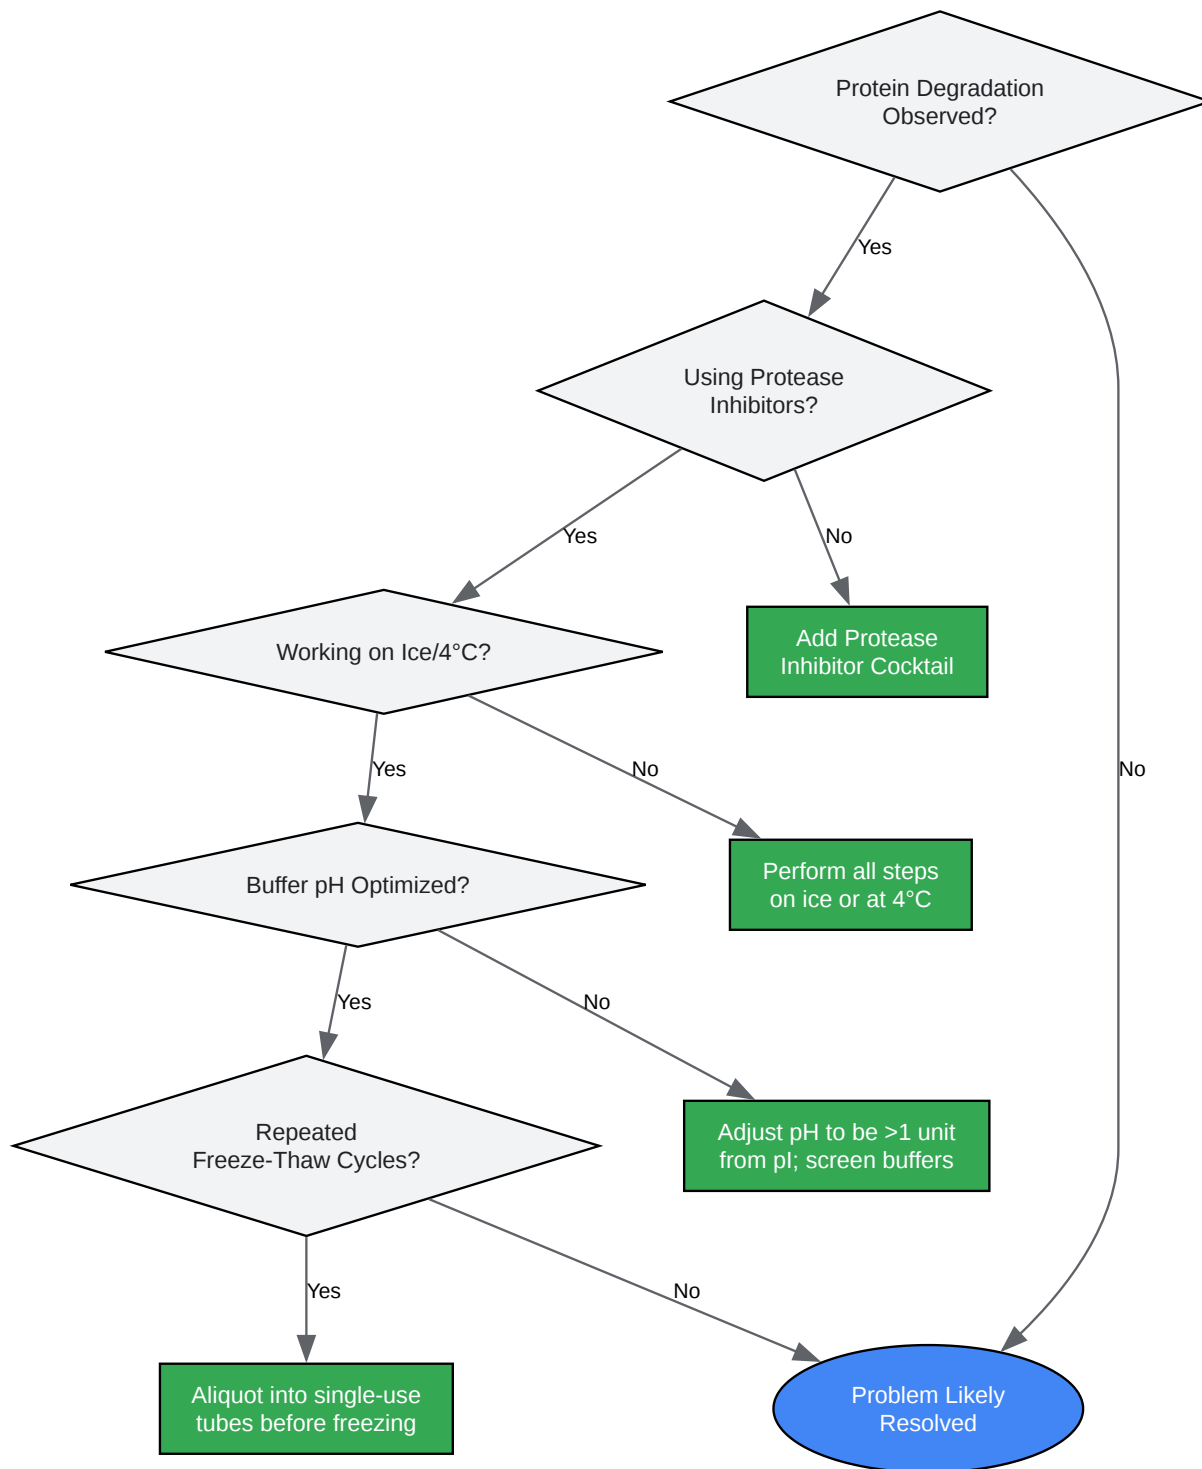 Protein Degradation
Observed?
Yes
Using Protease
Inhibitors?
Yes
No
Working on Ice/4°C?
Add Protease
Inhibitor Cocktail
Yes
No
No
Buffer pH Optimized?
Perform all steps
on ice or at 4°C
Yes
No
Repeated
Freeze-Thaw Cycles?
Adjust pH to be >1 unit
from pI; screen buffers
Yes
No
Aliquot into single-use
tubes before freezing
Problem Likely
Resolved